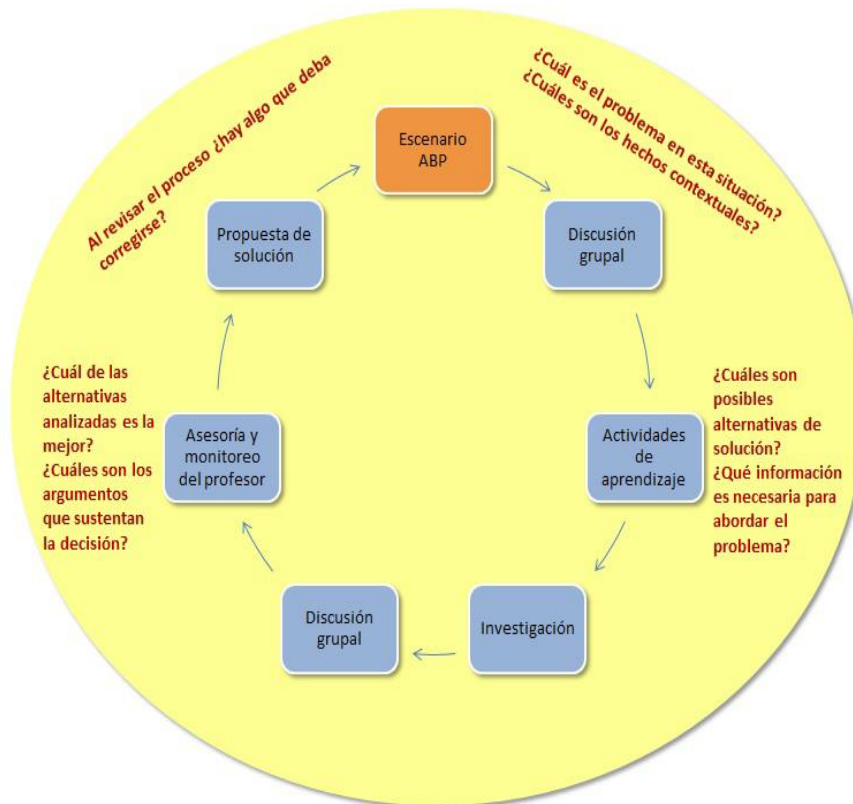 ¿Cuál es el problema en esta situación?
¿Cuáles son los hechos contextuales?
Al revisar el proceso ¿hay algo que deba
corregirse?
Escenario
ABP
Discusión
grupal
Actividades
de
aprendizaje
¿Cuáles son
posibles
alternativas de
solución?
¿Qué información
es necesaria para
abordar el
problema?
Investigación
Discusión
grupal
Asesoría y
monitoreo
del profesor
¿Cuál de las
alternativas
analizadas es la
mejor?
¿Cuáles son los
argumentos
que sustentan
la decisión?
Propuesta de
solución